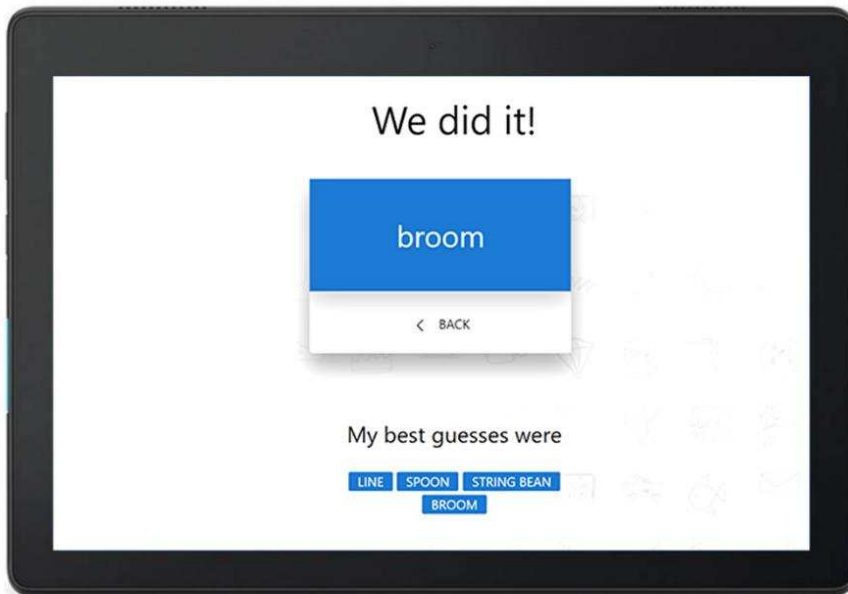 We did it!
broom
BACK
My best guesses were
LINE SPOON STRING BEAN
BROOM